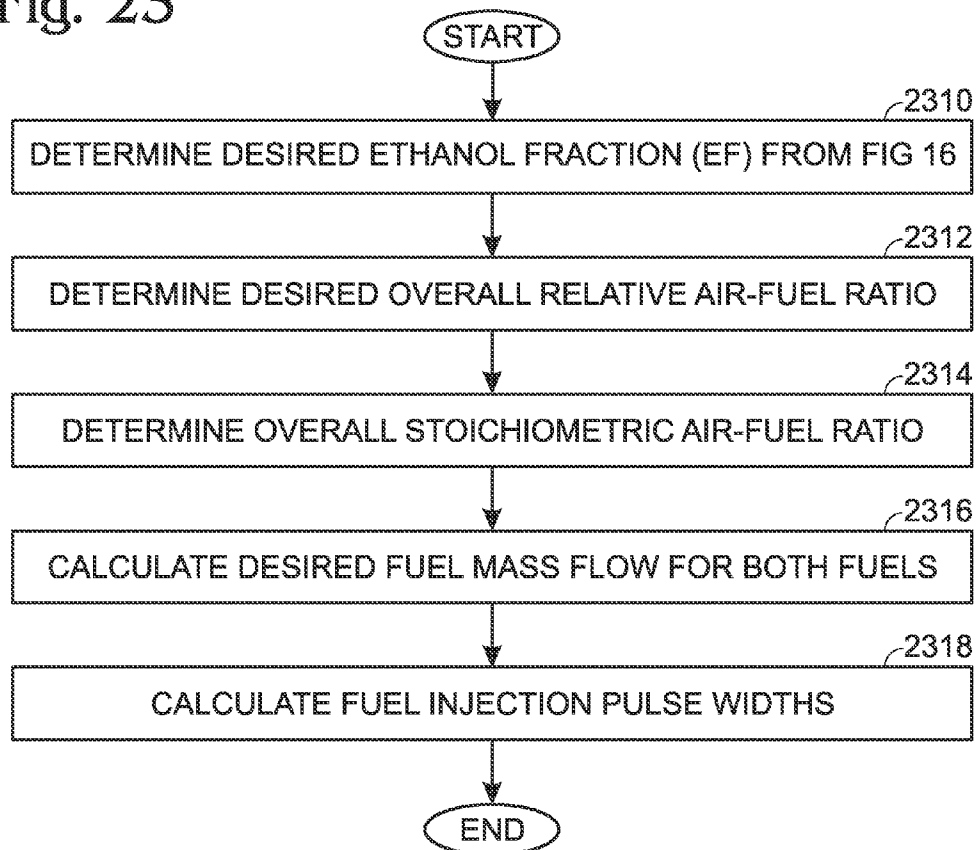 Fig. 23
START
2310
DETERMINE DESIRED ETHANOL FRACTION (EF) FROM FIG 16
2312
DETERMINE DESIRED OVERALL RELATIVE AIR-FUEL RATIO
2314
DETERMINE OVERALL STOICHIOMETRIC AIR-FUEL RATIO
2316
CALCULATE DESIRED FUEL MASS FLOW FOR BOTH FUELS
2318
CALCULATE FUEL INJECTION PULSE WIDTHS
END